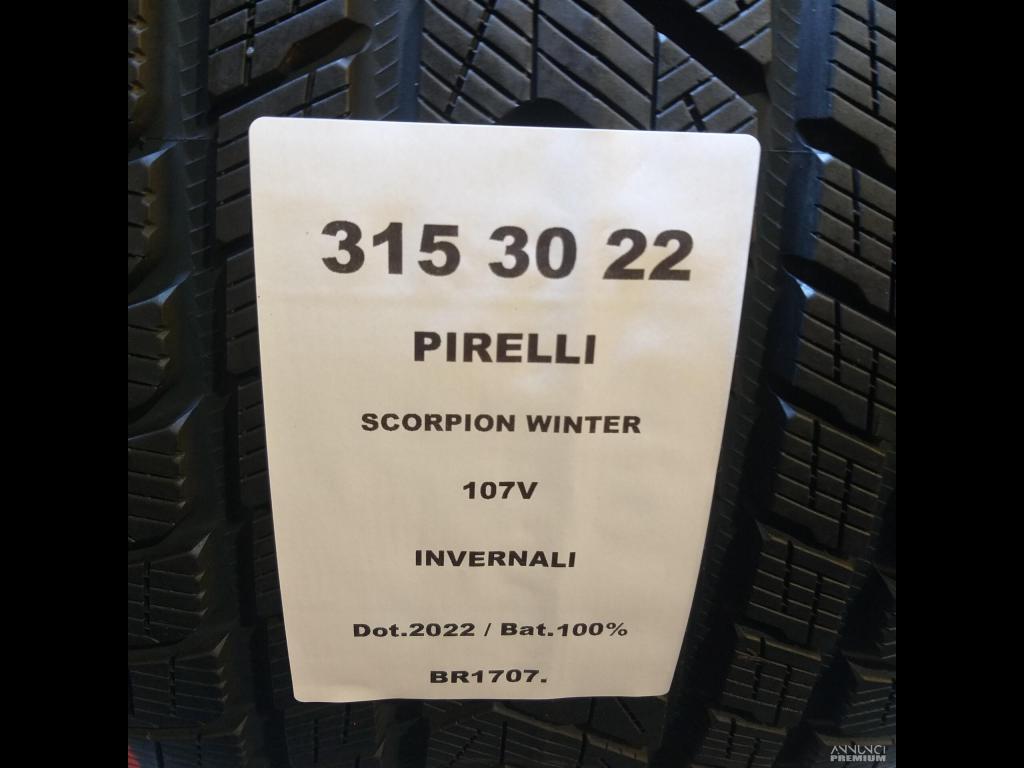 315 30 22
PIRELLI
SCORPION WINTER
107V
INVERNALI
Dot.2022 / Bat.100%
BR1707.
ANNUNCI
PREMIUM